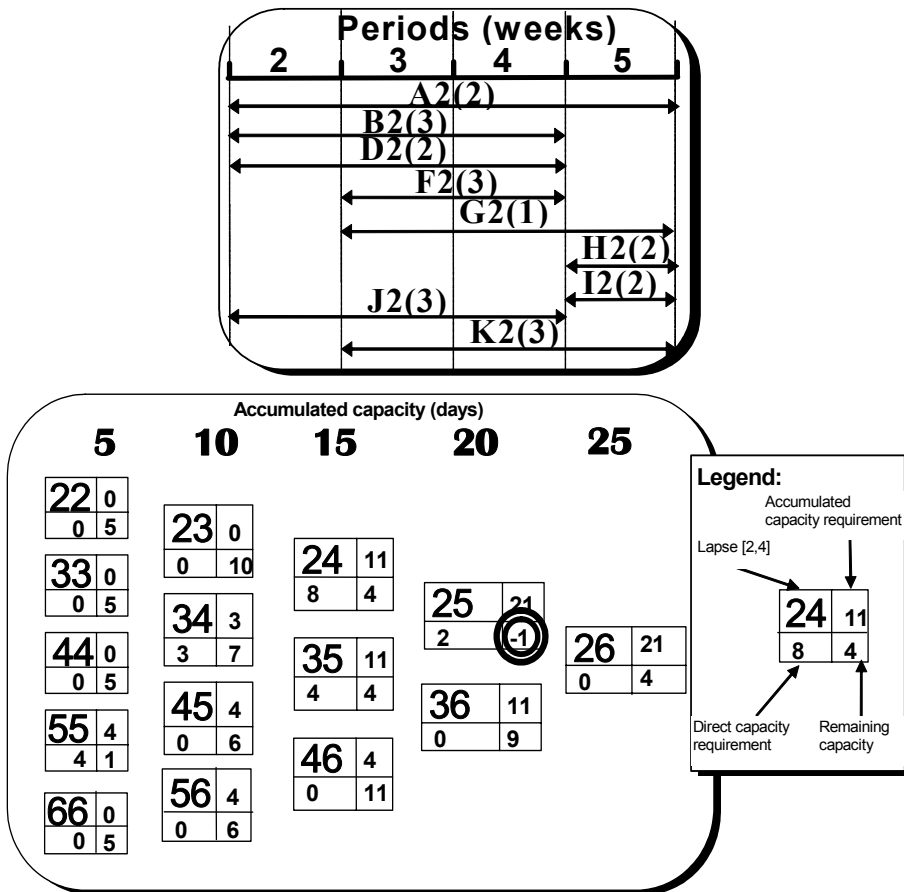 Periods (weeks)
2 3 4 5
A2(2)
B2(3)
D2(2)
F2(3)
G2(1)
H2(2)
I2(2)
J2(3)
K2(3)
Accumulated capacity (days)
5 10 15 20 25
22 0
0 5
33 0
0 5
44 0
0 5
55 4
4 1
66 0
0 5
23 0
0 10
34 3
3 7
45 4
0 6
56 4
0 6
24 11
8 4
35 11
4 4
46 4
0 11
25 21
2 -1
36 11
0 9
26 21
0 4
Legend:
Accumulated
capacity requirement
Lapse [2,4]
24 11
8 4
Direct capacity
requirement
Remaining
capacity